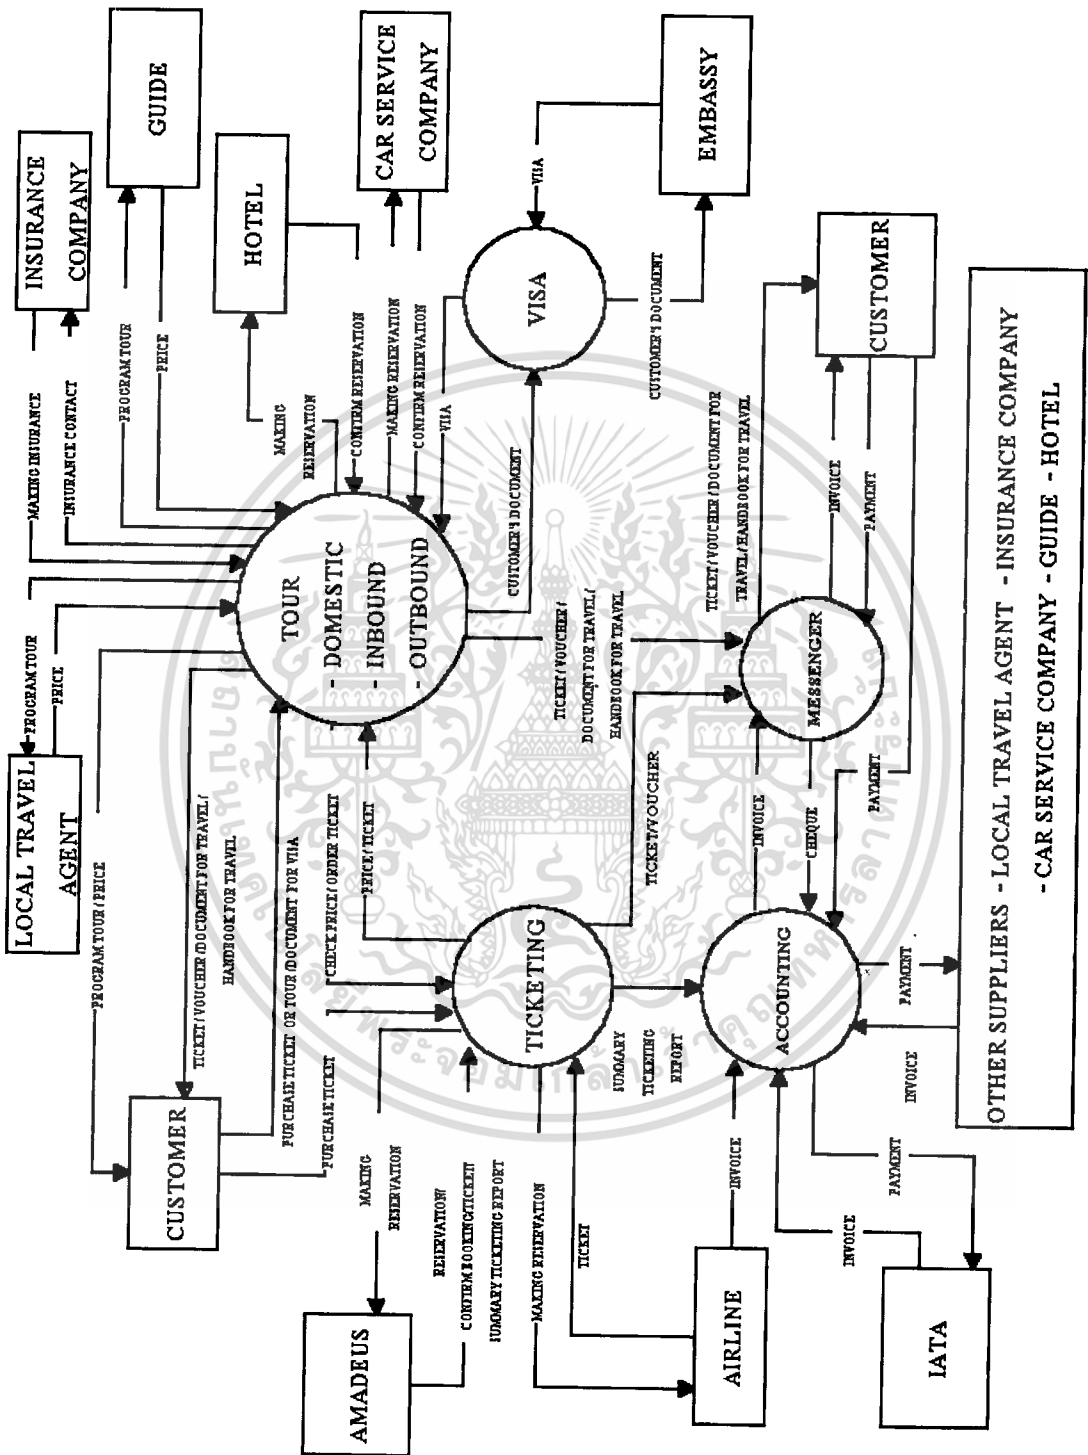 LOCAL TRAVEL
AGENT
INSURANCE
COMPANY
GUIDE
HOTEL
CAR SERVICE
COMPANY
EMBASSY
PROGRAM TOUR
PRICE
MAKING INSURANCE
INSURANCE CONTACT
PROGRAM TOUR
PRICE
MAKING
RESERVATION
CONFIRM RESERVATION
MAKING RESERVATION
CONFIRM RESERVATION
VISA
CUSTOMER'S DOCUMENT
VISA
VISA
CUSTOMER'S DOCUMENT
PROGRAM TOUR / PRICE
TICKET / VOUCHER / DOCUMENT FOR TRAVEL /
HANDBOOK FOR TRAVEL
PURCHASE TICKET OR TOUR / DOCUMENT FOR VISA
PURCHASE TICKET
CHECK PRICE / ORDER TICKET
PRICE / TICKET
CUSTOMER
TOUR
- DOMESTIC
- INBOUND
- OUTBOUND
AMADEUS
MAKING
RESERVATION
RESERVATION/
CONFIRM BOOKING/TICKET
SUMMARY TICKETING REPORT
MAKING RESERVATION
TICKET
TICKETING
TICKET / VOUCHER /
DOCUMENT FOR TRAVEL /
HANDBOOK FOR TRAVEL
TICKET/VOUCHER
TICKET / VOUCHER / DOCUMENT FOR
TRAVEL / HANDBOOK FOR TRAVEL
SUMMARY
TICKETING
REPORT
AIRLINE
INVOICE
ACCOUNTING
INVOICE
CHEQUE
PAYMENT
MESSENGER
INVOICE
PAYMENT
CUSTOMER
IATA
INVOICE
PAYMENT
INVOICE
PAYMENT
OTHER SUPPLIERS - LOCAL TRAVEL AGENT - INSURANCE COMPANY
- CAR SERVICE COMPANY - GUIDE - HOTEL